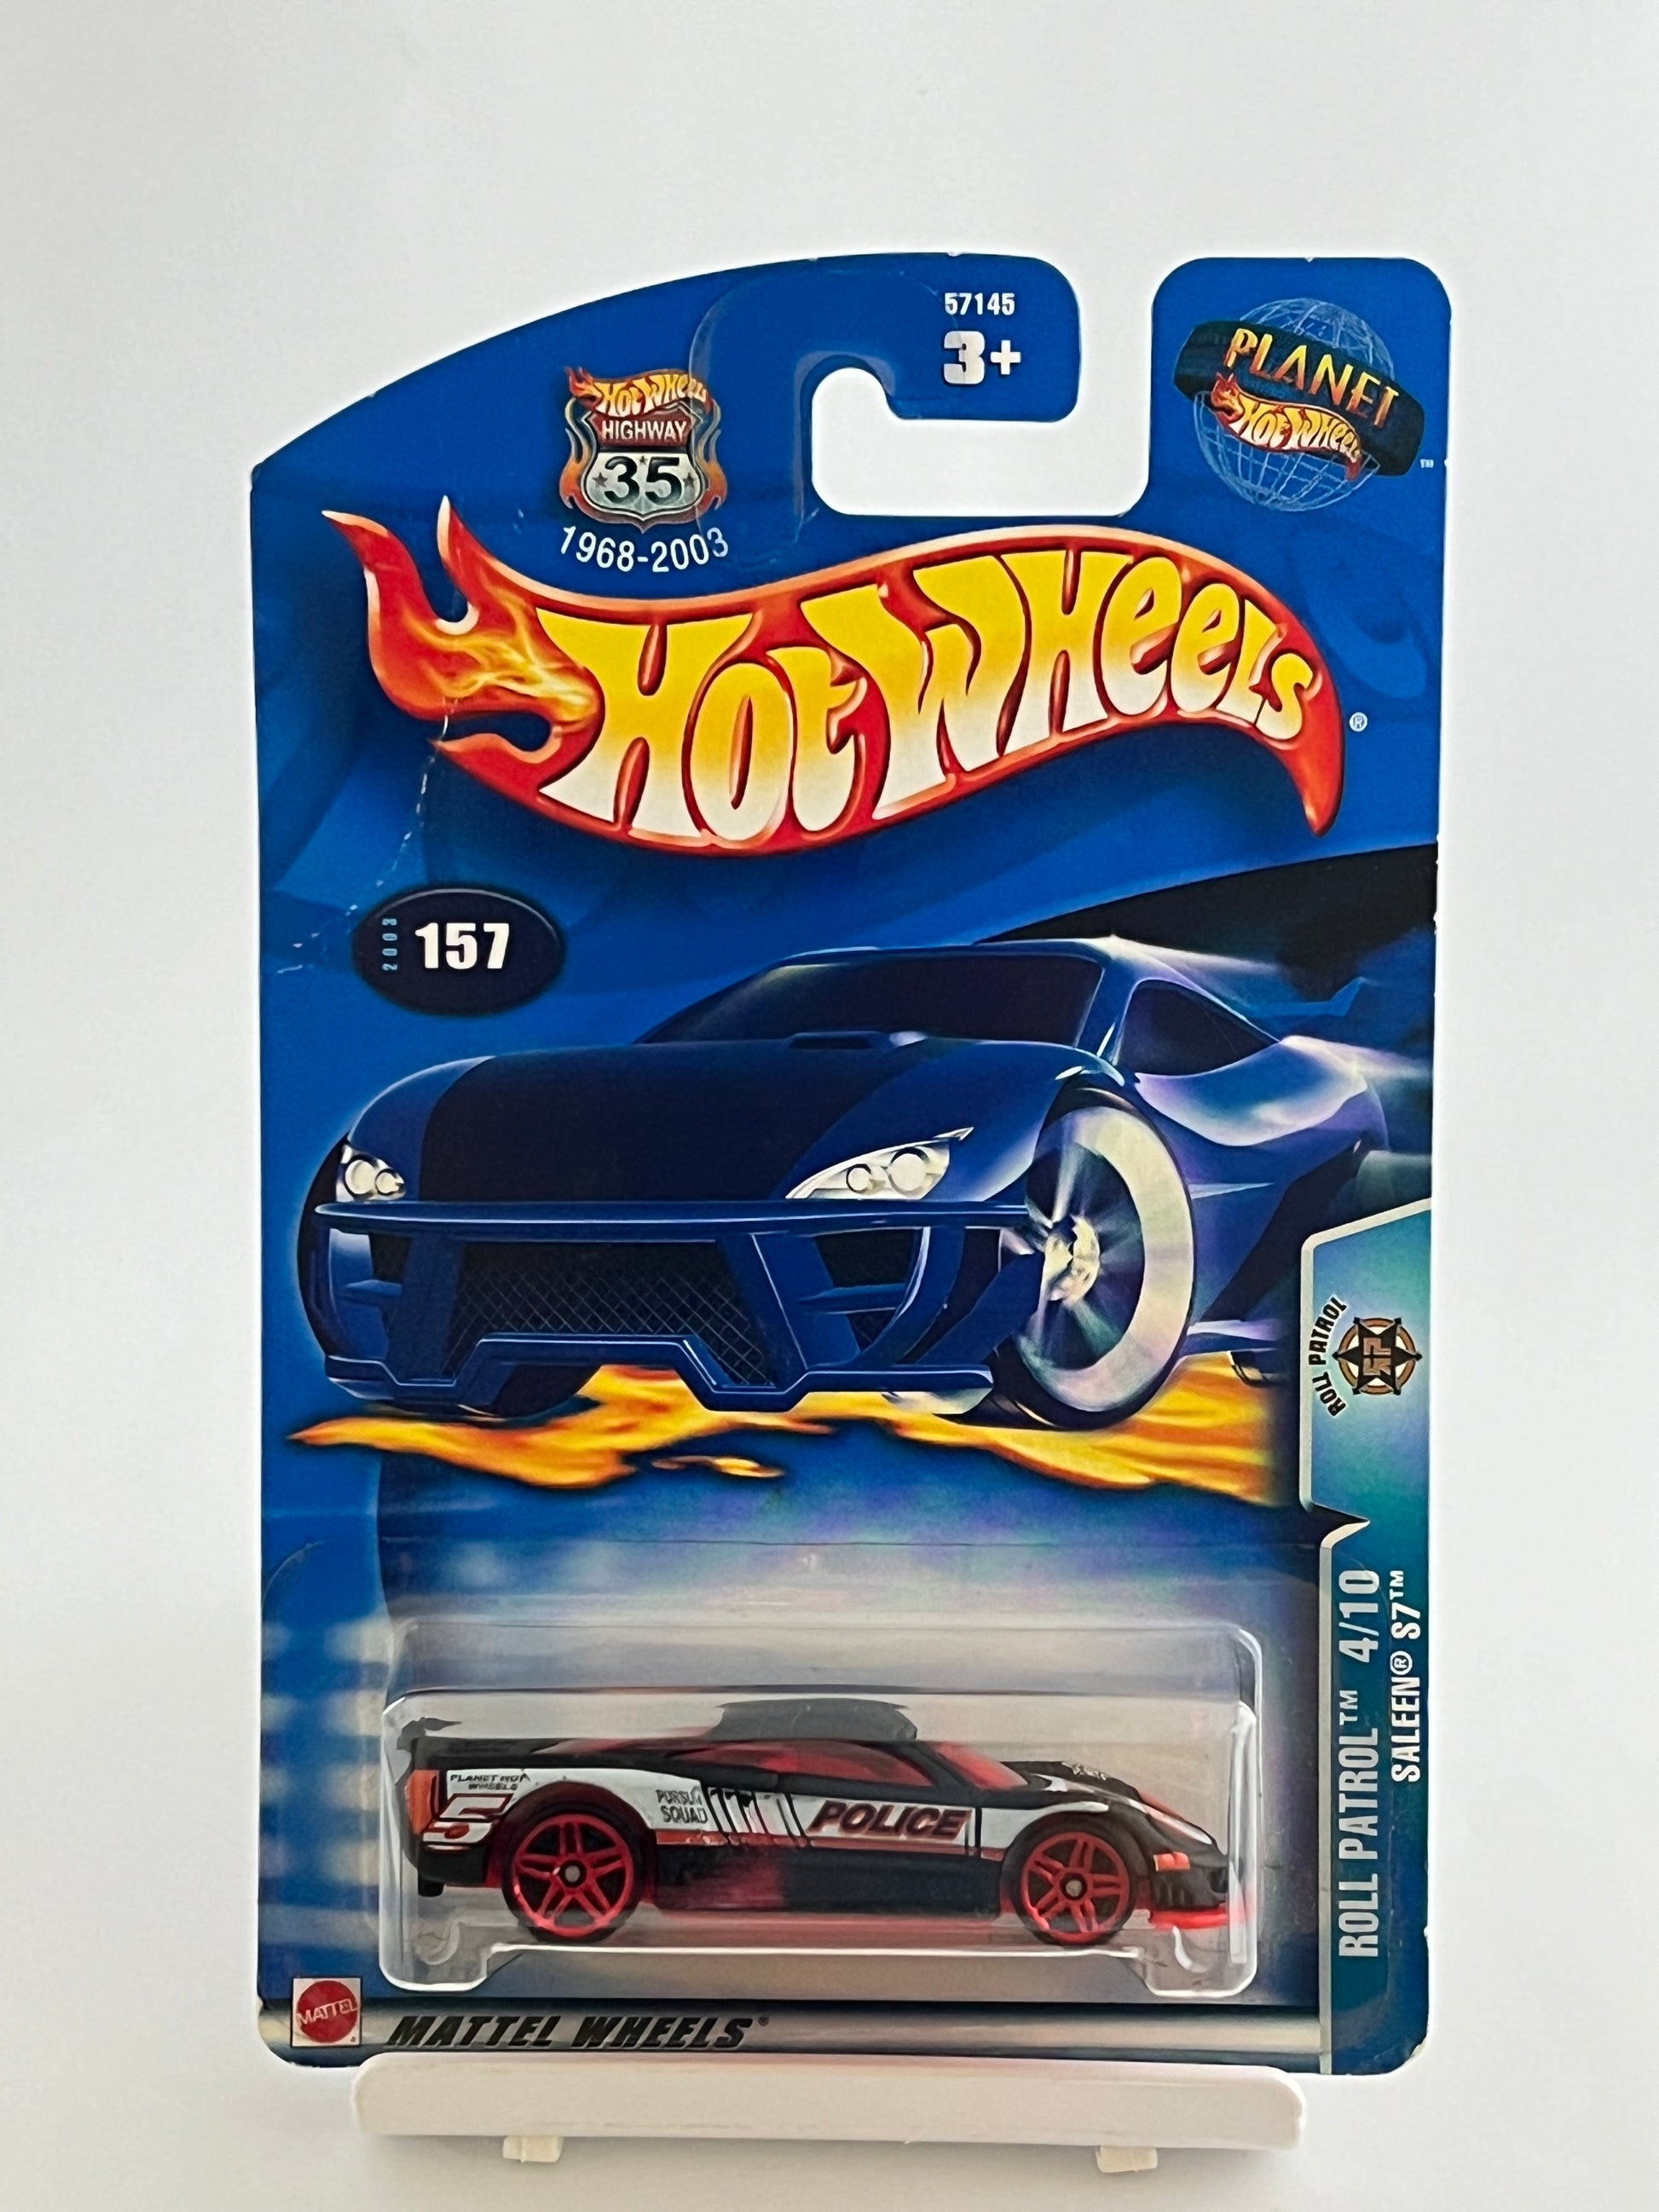 57145
3+
PLANET
HOT WHEELS
™
HOT WHEELS
HIGHWAY
35
1968-2003
HOT WHEELS
®
2003
157
ROLL PATROL
ROLL PATROL™ 4/10
SALEEN® S7™
PLANET HOT
WHEELS
5
PURSUIT
SQUAD
POLICE
MATTEL
MATTEL WHEELS